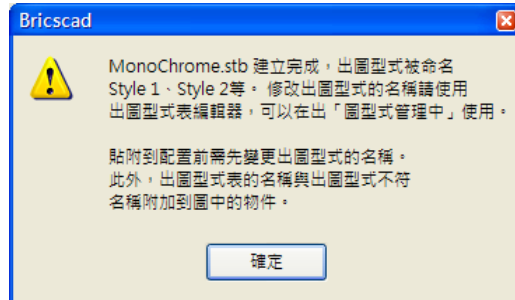 Bricscad
MonoChrome.stb 建立完成，出圖型式被命名
Style 1、Style 2等。 修改出圖型式的名稱請使用
出圖型式表編輯器，可以在出「圖型式管理中」使用。
貼附到配置前需先變更出圖型式的名稱。
此外，出圖型式表的名稱與出圖型式不符
名稱附加到圖中的物件。
確定